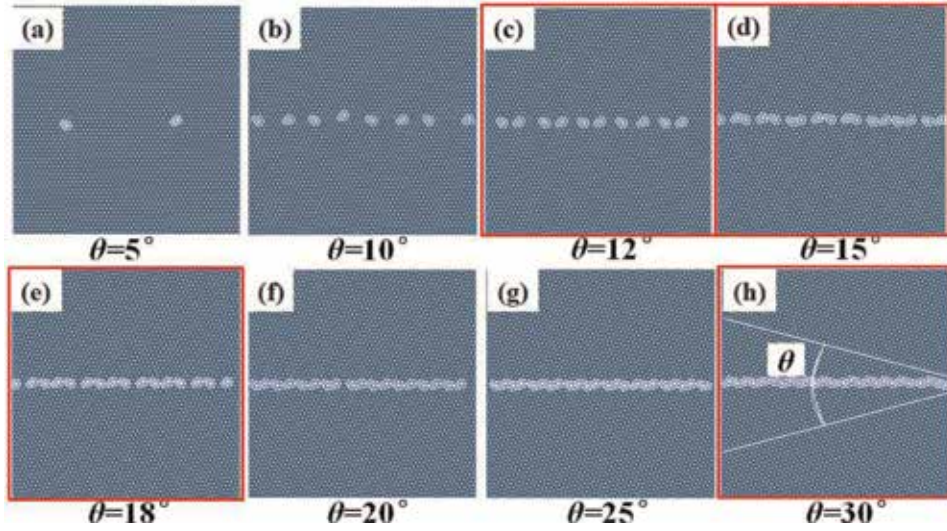 (a) (b) (c) (d)
θ=5° θ=10° θ=12° θ=15°
(e) (f) (g) (h)
θ
θ=18° θ=20° θ=25° θ=30°